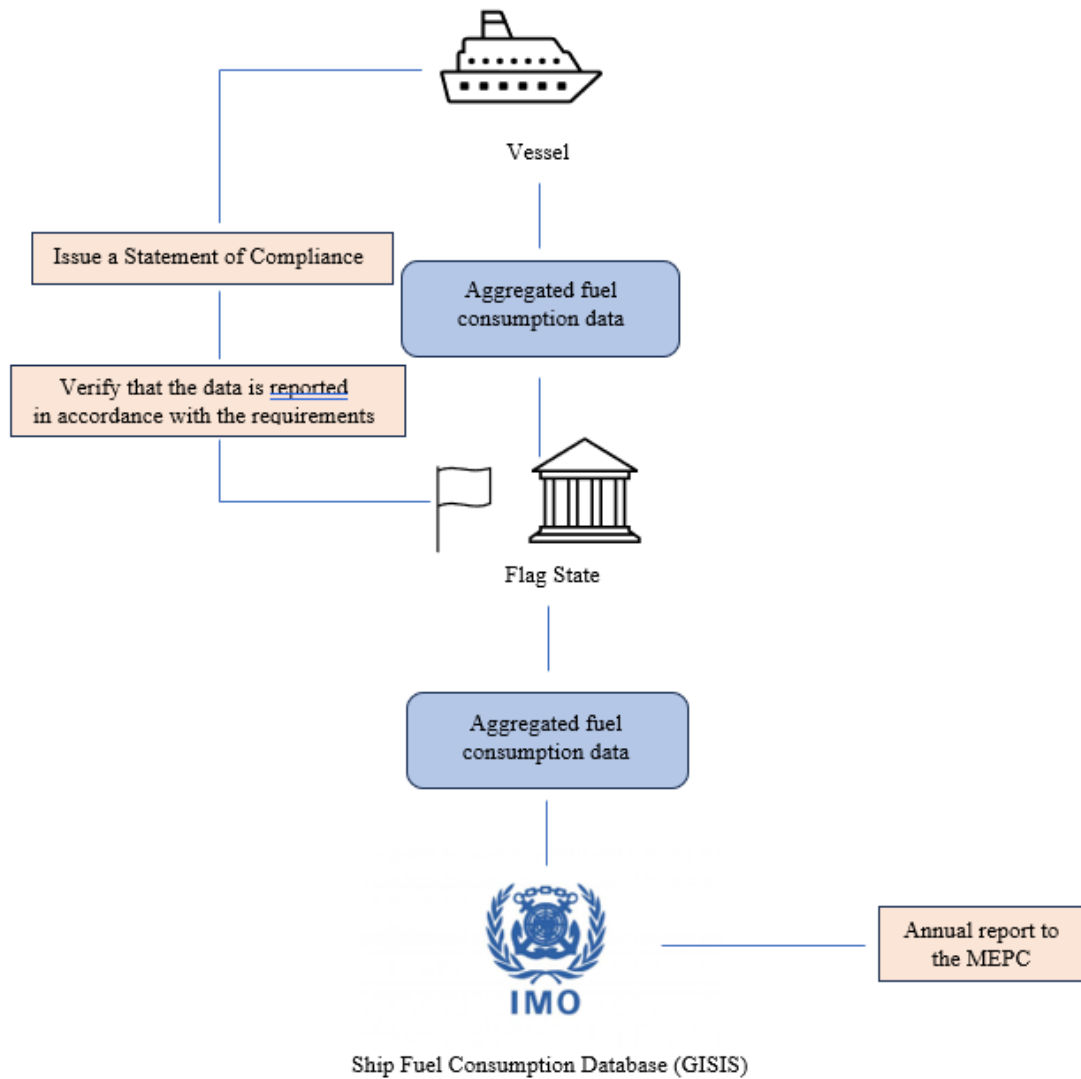 Vessel
Issue a Statement of Compliance
Aggregated fuel
consumption data
Verify that the data is reported
in accordance with the requirements
Flag State
Aggregated fuel
consumption data
Annual report to
the MEPC
IMO
Ship Fuel Consumption Database (GISIS)